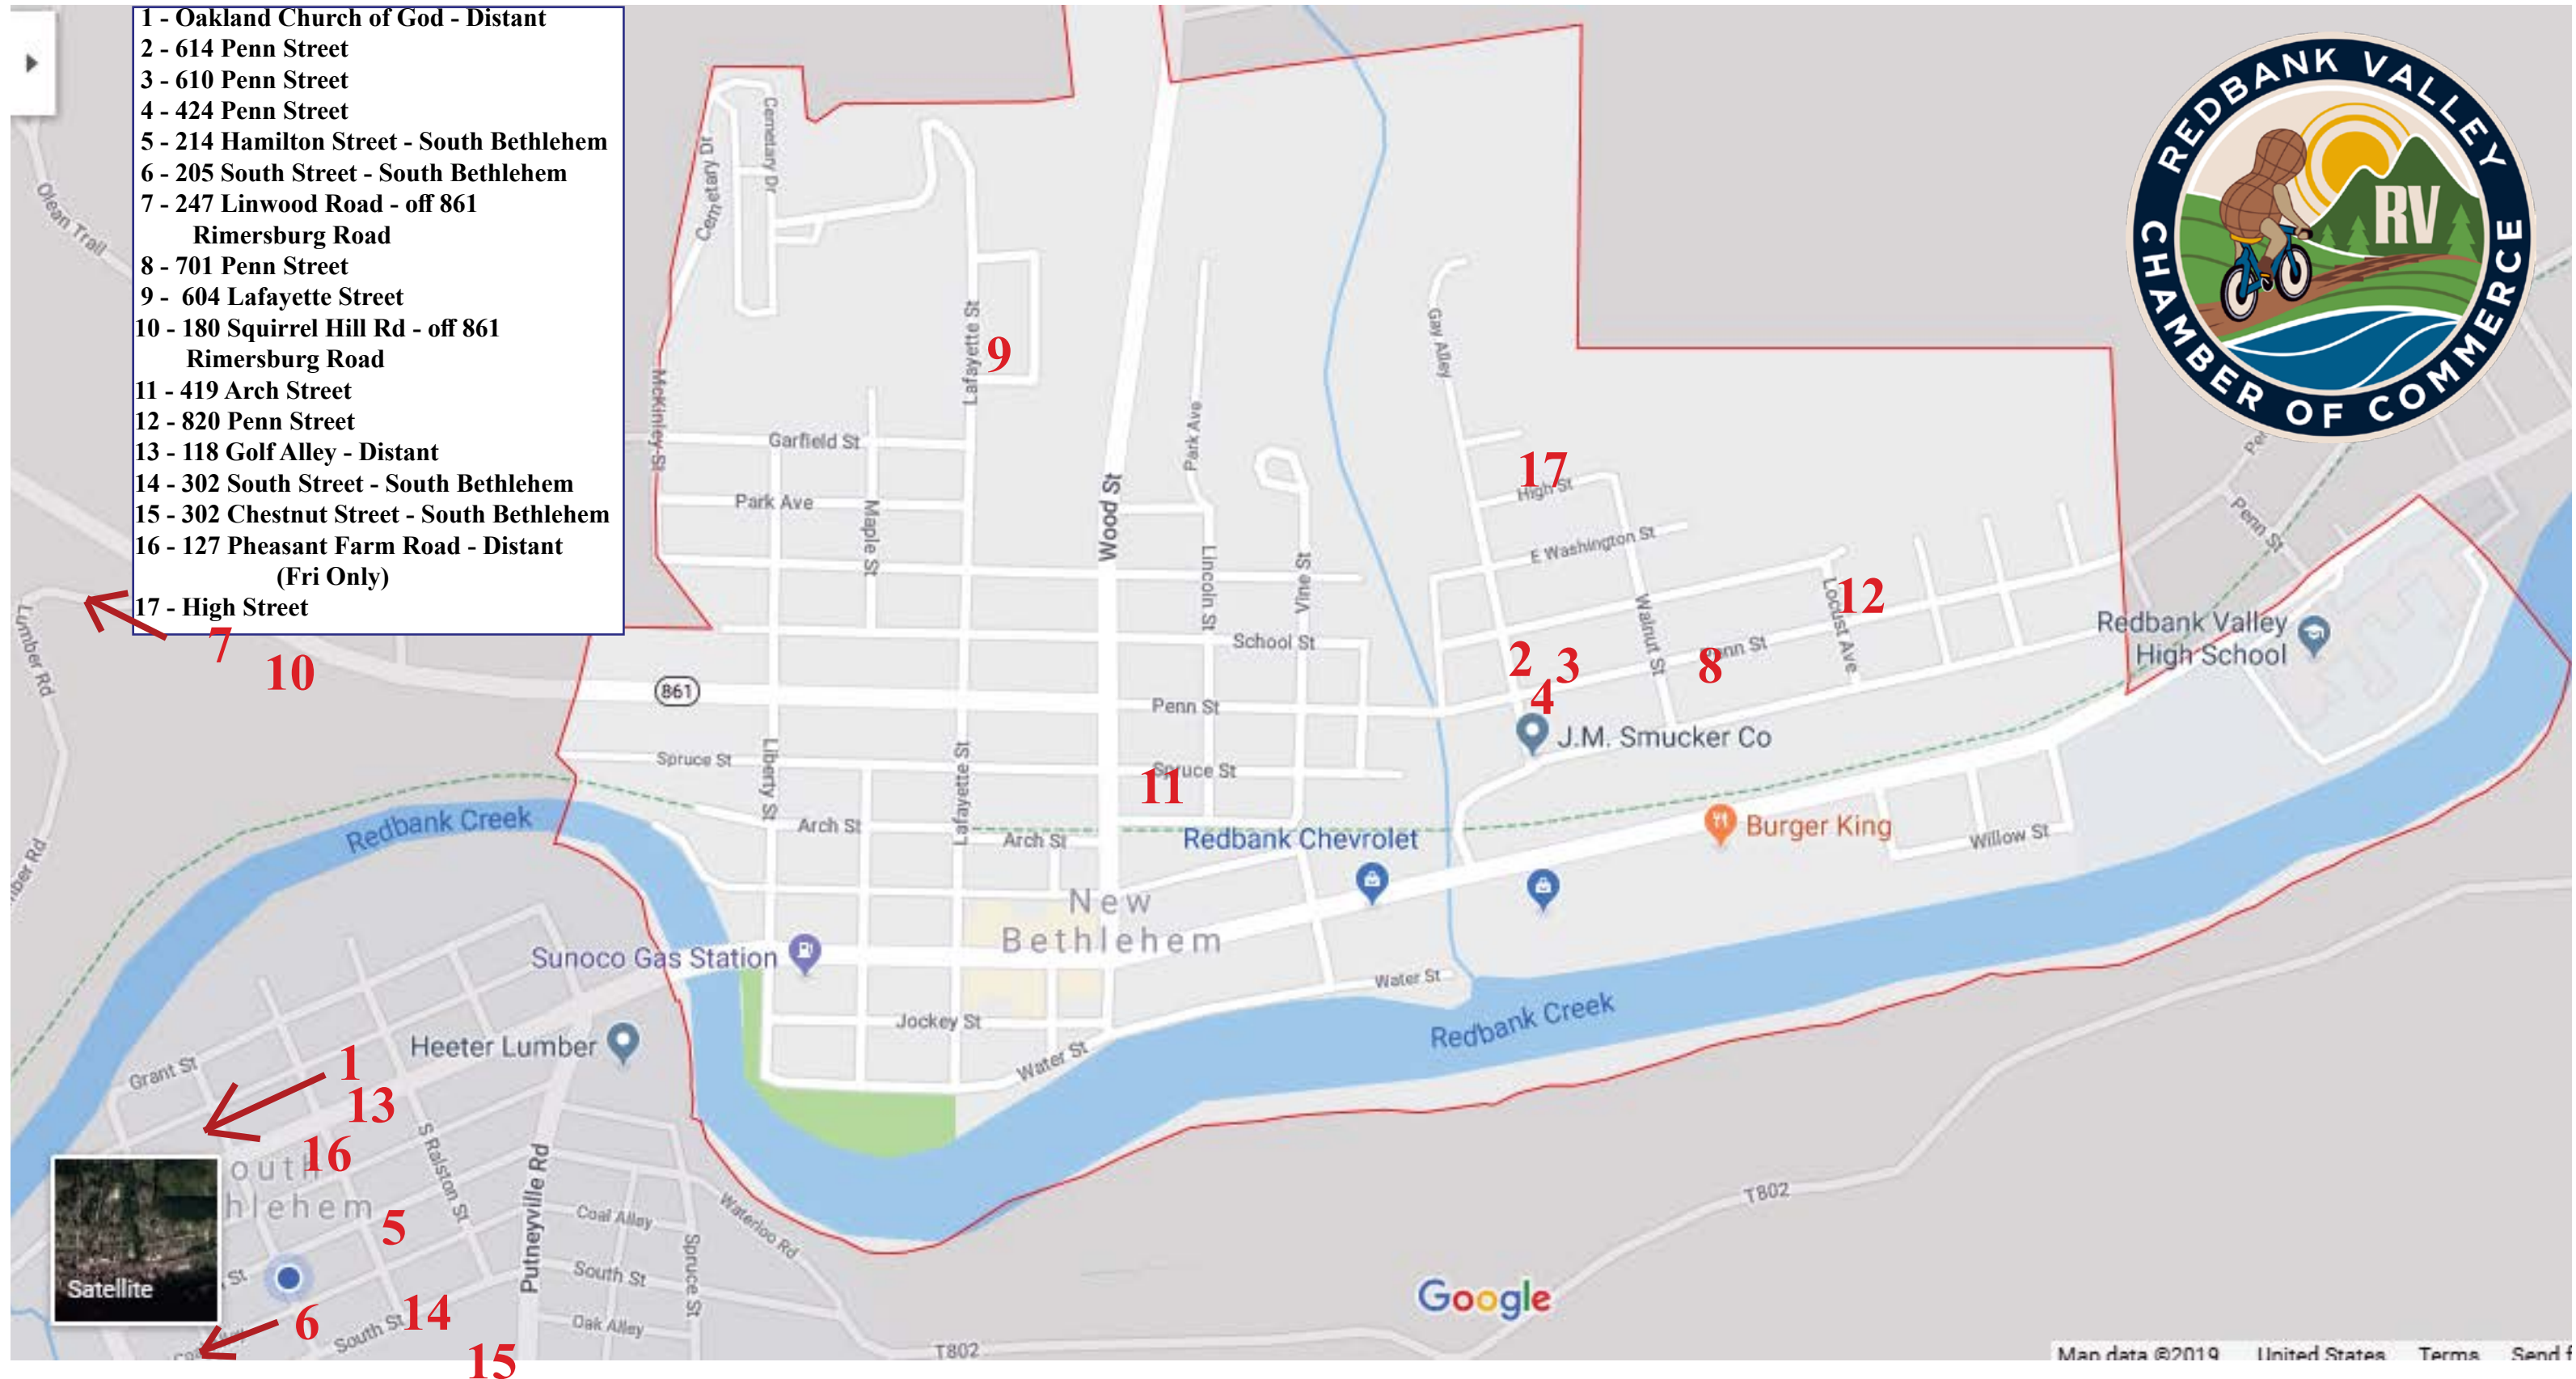 1 - Oakland Church of God - Distant
2 - 614 Penn Street
3 - 610 Penn Street
4 - 424 Penn Street
5 - 214 Hamilton Street - South Bethlehem
6 - 205 South Street - South Bethlehem
7 - 247 Linwood Road - off 861
Rimersburg Road
8 - 701 Penn Street
9 - 604 Lafayette Street
10 - 180 Squirrel Hill Rd - off 861
Rimersburg Road
11 - 419 Arch Street
12 - 820 Penn Street
13 - 118 Golf Alley - Distant
14 - 302 South Street - South Bethlehem
15 - 302 Chestnut Street - South Bethlehem
16 - 127 Pheasant Farm Road - Distant
(Fri Only)
17 - High Street
REDBANK VALLEY
RV
CHAMBER OF COMMERCE
Olean Trail
Cemetary Dr
Cemetary Dr
Lafayette St
9
McKinley St
Gay Alley
Garfield St
Park Ave
Park Ave
Maple St
Wood St
17
High St
E Washington St
Lincoln St
Vine St
Walnut St
Locust Ave
12
Penn St
Lumber Rd
7
10
861
School St
Penn St
2
3
4
8
Penn St
Redbank Valley
High School
J.M. Smucker Co
Spruce St
Liberty St
Lafayette St
Spruce St
11
Arch St
Arch St
Redbank Chevrolet
Burger King
Willow St
Redbank Creek
ber Rd
New
Bethlehem
Sunoco Gas Station
Water St
Jockey St
Water St
Redbank Creek
Heeter Lumber
Grant St
1
13
16
outh
hlehem
S Ralston St
Putneyville Rd
5
Coal Alley
Waterloo Rd
T802
Satellite
St
South St
Spruce St
6
South St
14
Oak Alley
15
T802
Google
Map data ©2019 United States Terms Send f